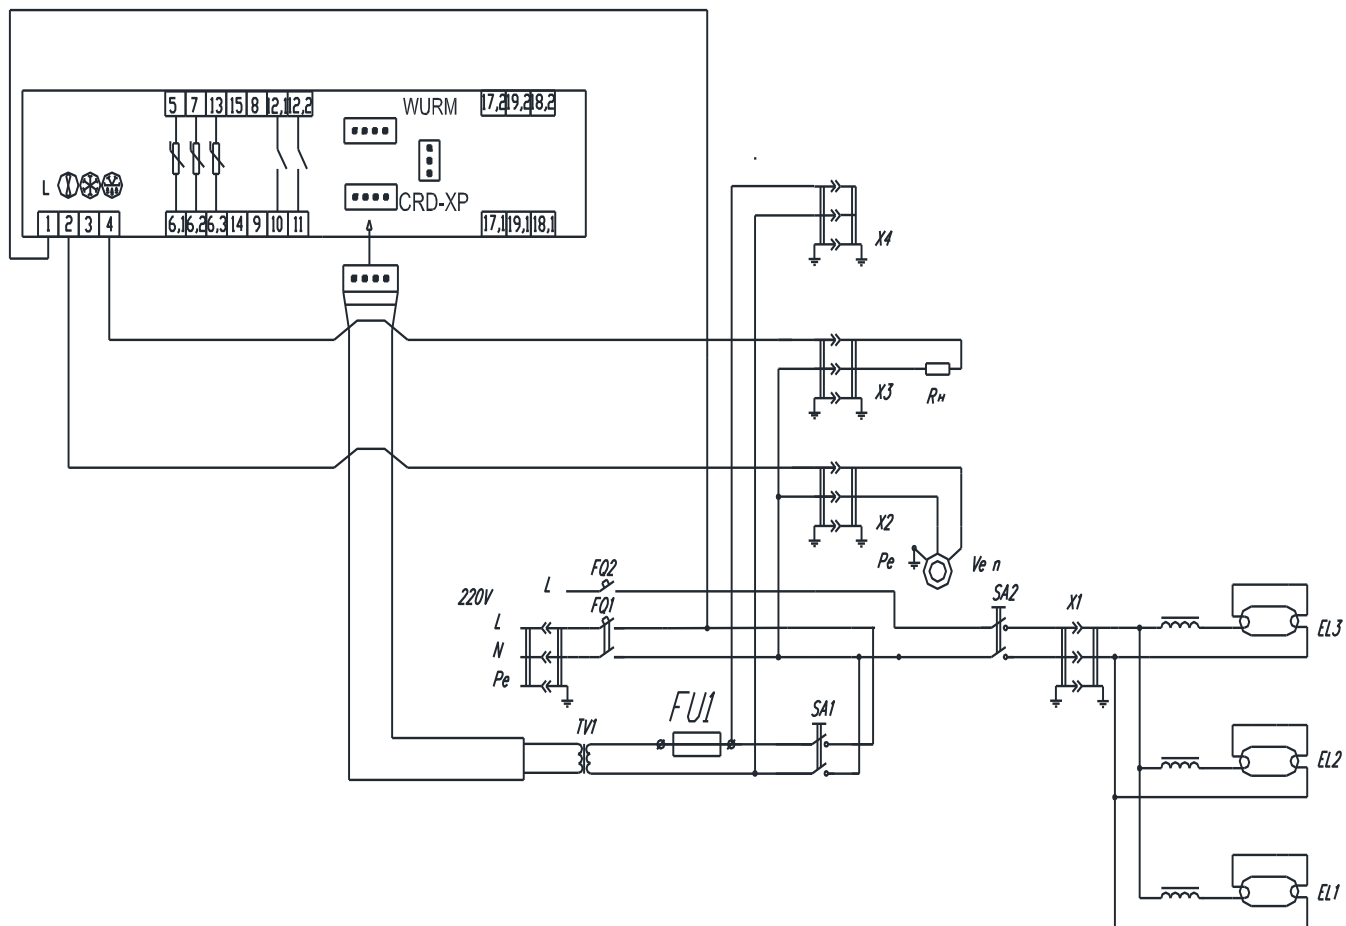 5 7 13 15 8 12,1 12,2
WURM
17,2 19,2 18,2
L
CRD-XP
1 2 3 4
6,1 6,2 6,3 14 9 10 11
17,1 19,1 18,1
X4
X3
Rн
X2
Pe
Ve n
FQ2
L
220V
FQ1
SA2
X1
L
EL3
N
Pe
FU1
SA1
TV1
EL2
EL1